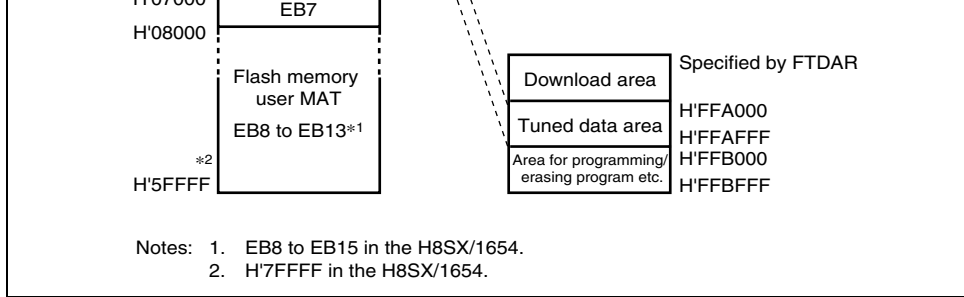 H'07000
EB7
H'08000
Flash memory
user MAT
EB8 to EB13*1
*2
H'5FFFF
Download area
Specified by FTDAR
H'FFA000
Tuned data area
H'FFAFFF
Area for programming/
erasing program etc.
H'FFB000
H'FFBFFF
Notes: 1. EB8 to EB15 in the H8SX/1654.
2. H'7FFFF in the H8SX/1654.